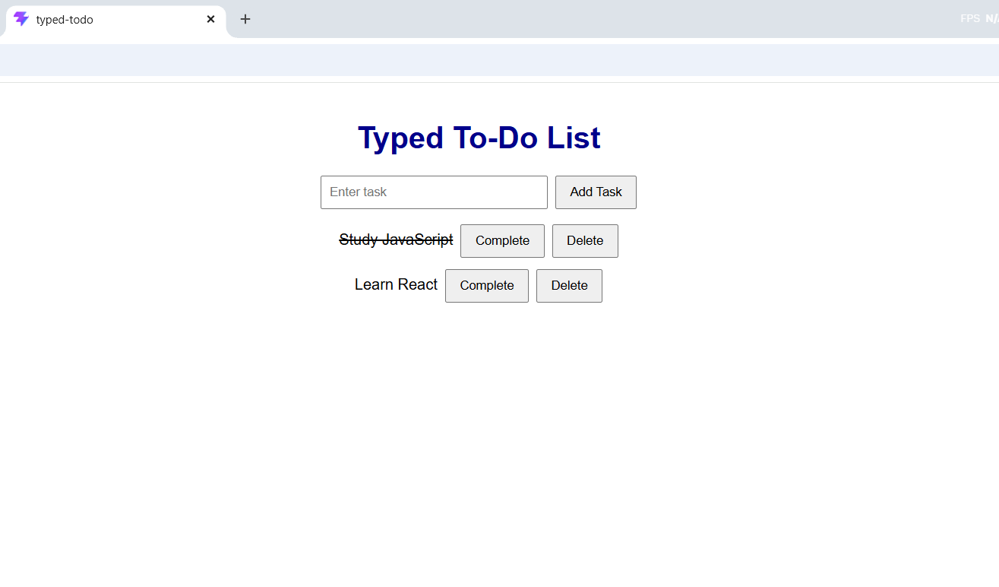 typed-todo
FPS N/
Typed To-Do List
Enter task Add Task
Study JavaScript Complete Delete
Learn React Complete Delete